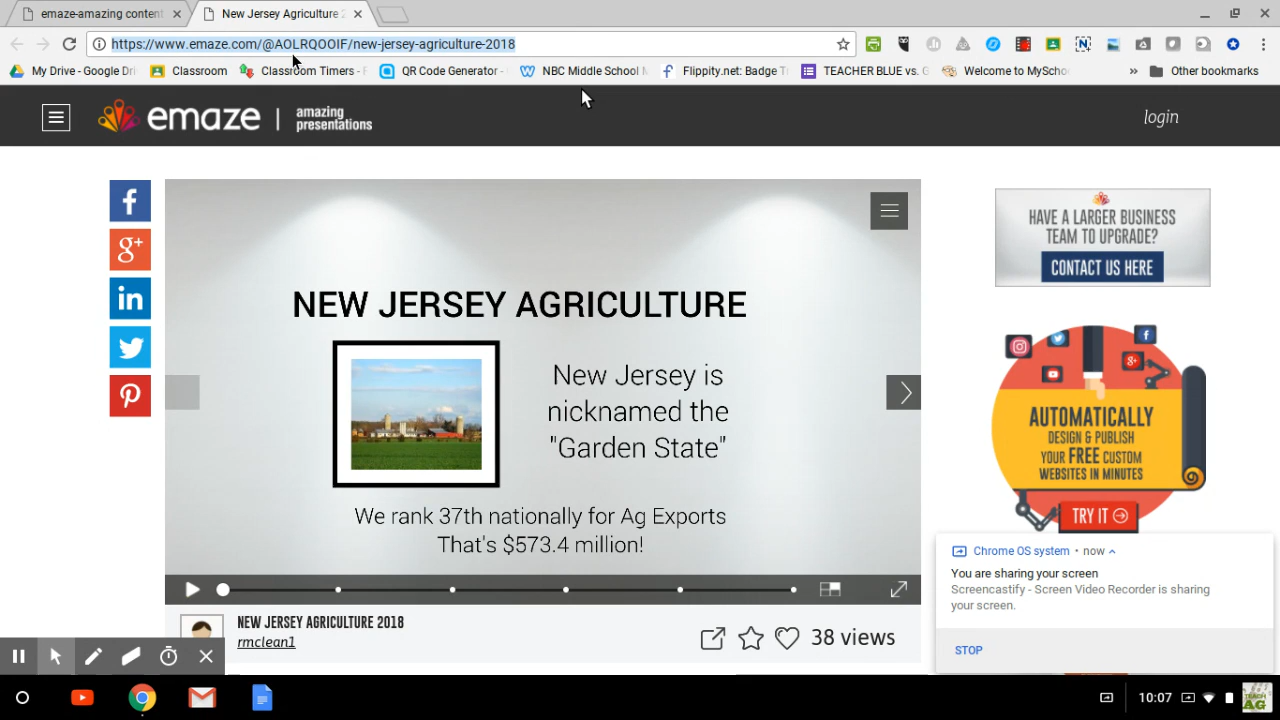 emaze-amazing content
New Jersey Agriculture 2
https://www.emaze.com/@AOLRQOOIF/new-jersey-agriculture-2018
My Drive - Google Dri
Classroom
Classroom Timers - F
QR Code Generator -
NBC Middle School
Flippity.net: Badge T
TEACHER BLUE vs. G
Welcome to MyScho
»
Other bookmarks
emaze
amazing
presentations
login
NEW JERSEY AGRICULTURE
New Jersey is
nicknamed the
"Garden State"
We rank 37th nationally for Ag Exports
That's $573.4 million!
NEW JERSEY AGRICULTURE 2018
rmclean1
38 views
HAVE A LARGER BUSINESS
TEAM TO UPGRADE?
CONTACT US HERE
AUTOMATICALLY
DESIGN & PUBLISH
YOUR FREE CUSTOM
WEBSITES IN MINUTES
TRY IT
Chrome OS system • now
You are sharing your screen
Screencastify - Screen Video Recorder is sharing
your screen.
STOP
10:07
TEACH
AG